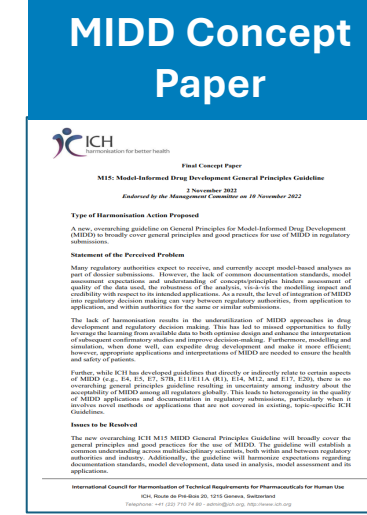 MIDD Concept
Paper
ICH
harmonisation for better health
Final Concept Paper
M15: Model-Informed Drug Development General Principles Guideline
2 November 2022
Endorsed by the Management Committee on 10 November 2022
Type of Harmonisation Action Proposed
A new, overarching guideline on General Principles for Model-Informed Drug Development
(MIDD) to broadly cover general principles and good practices for use of MIDD in regulatory
submissions.
Statement of the Perceived Problem
Many regulatory authorities expect to receive, and currently accept model-based analyses as
part of dossier submissions. However, the lack of common documentation standards, model
assessment expectations and understanding of concepts/principles hinders assessment of
quality of the data used, the robustness of the analysis, vis-à-vis the modelling impact and
credibility with respect to its intended applications. As a result, the level of integration of MIDD
into regulatory decision making can vary between regulatory authorities, from application to
application, and within authorities for the same or similar submissions.
The lack of harmonisation results in the underutilization of MIDD approaches in drug
development and regulatory decision making. This has led to missed opportunities to fully
leverage the learning from available data to both optimise design and enhance the interpretation
of subsequent confirmatory studies and improve decision-making. Furthermore, modelling and
simulation, when done well, can expedite drug development and make it more efficient;
however, appropriate applications and interpretations of MIDD are needed to ensure the health
and safety of patients.
Further, while ICH has developed guidelines that directly or indirectly relate to certain aspects
of MIDD (e.g., E4, E5, E7, S7B, E11/E11A (R1), E14, M12, and E17, E20), there is no
overarching general principles guideline resulting in uncertainty in industry about the
acceptability of MIDD among all regulators globally. This leads to heterogeneity in the quality
of MIDD applications and documentation in regulatory submissions, particularly when it
involves novel methods or applications that are not covered in existing, topic-specific ICH
Guidelines.
Issues to be Resolved
The new overarching ICH M15 MIDD General Principles Guideline will broadly cover the
general principles and good practices for the use of MIDD. The guideline will establish a
common understanding across multidisciplinary scientists, both within and between regulatory
authorities and industry. Additionally, the guideline will harmonize expectations regarding
documentation standards, model development, data used in analysis, model assessment and its
applications.
International Council for Harmonisation of Technical Requirements for Pharmaceuticals for Human Use
ICH, Route de Pré-Bois 20, 1215 Geneva, Switzerland
Telephone: +41 (22) 710 74 80 - admin@ich.org, http://www.ich.org